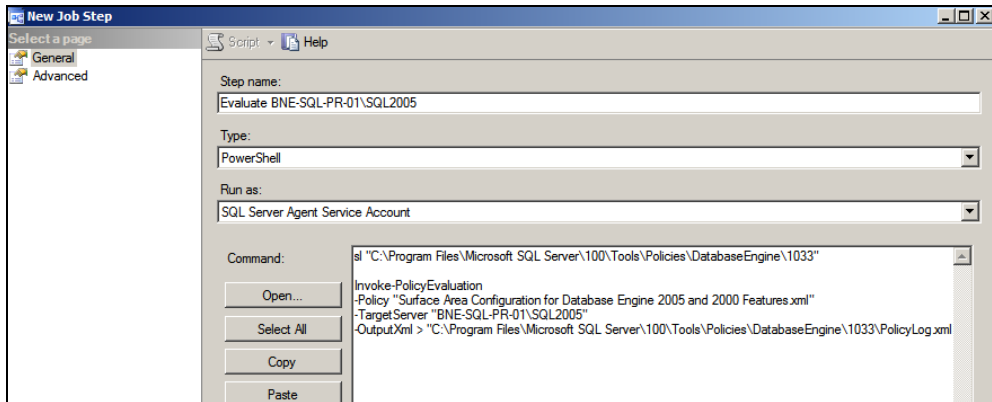 New Job Step
Select a page
General
Advanced
Script
Help
Step name:
Evaluate BNE-SQL-PR-01\SQL2005
Type:
PowerShell
Run as:
SQL Server Agent Service Account
Command:
Open...
Select All
Copy
Paste
sl "C:\Program Files\Microsoft SQL Server\100\Tools\Policies\DatabaseEngine\1033"
Invoke-PolicyEvaluation
-Policy "Surface Area Configuration for Database Engine 2005 and 2000 Features.xml"
-TargetServer "BNE-SQL-PR-01\SQL2005"
-OutputXml > "C:\Program Files\Microsoft SQL Server\100\Tools\Policies\DatabaseEngine\1033\PolicyLog.xml